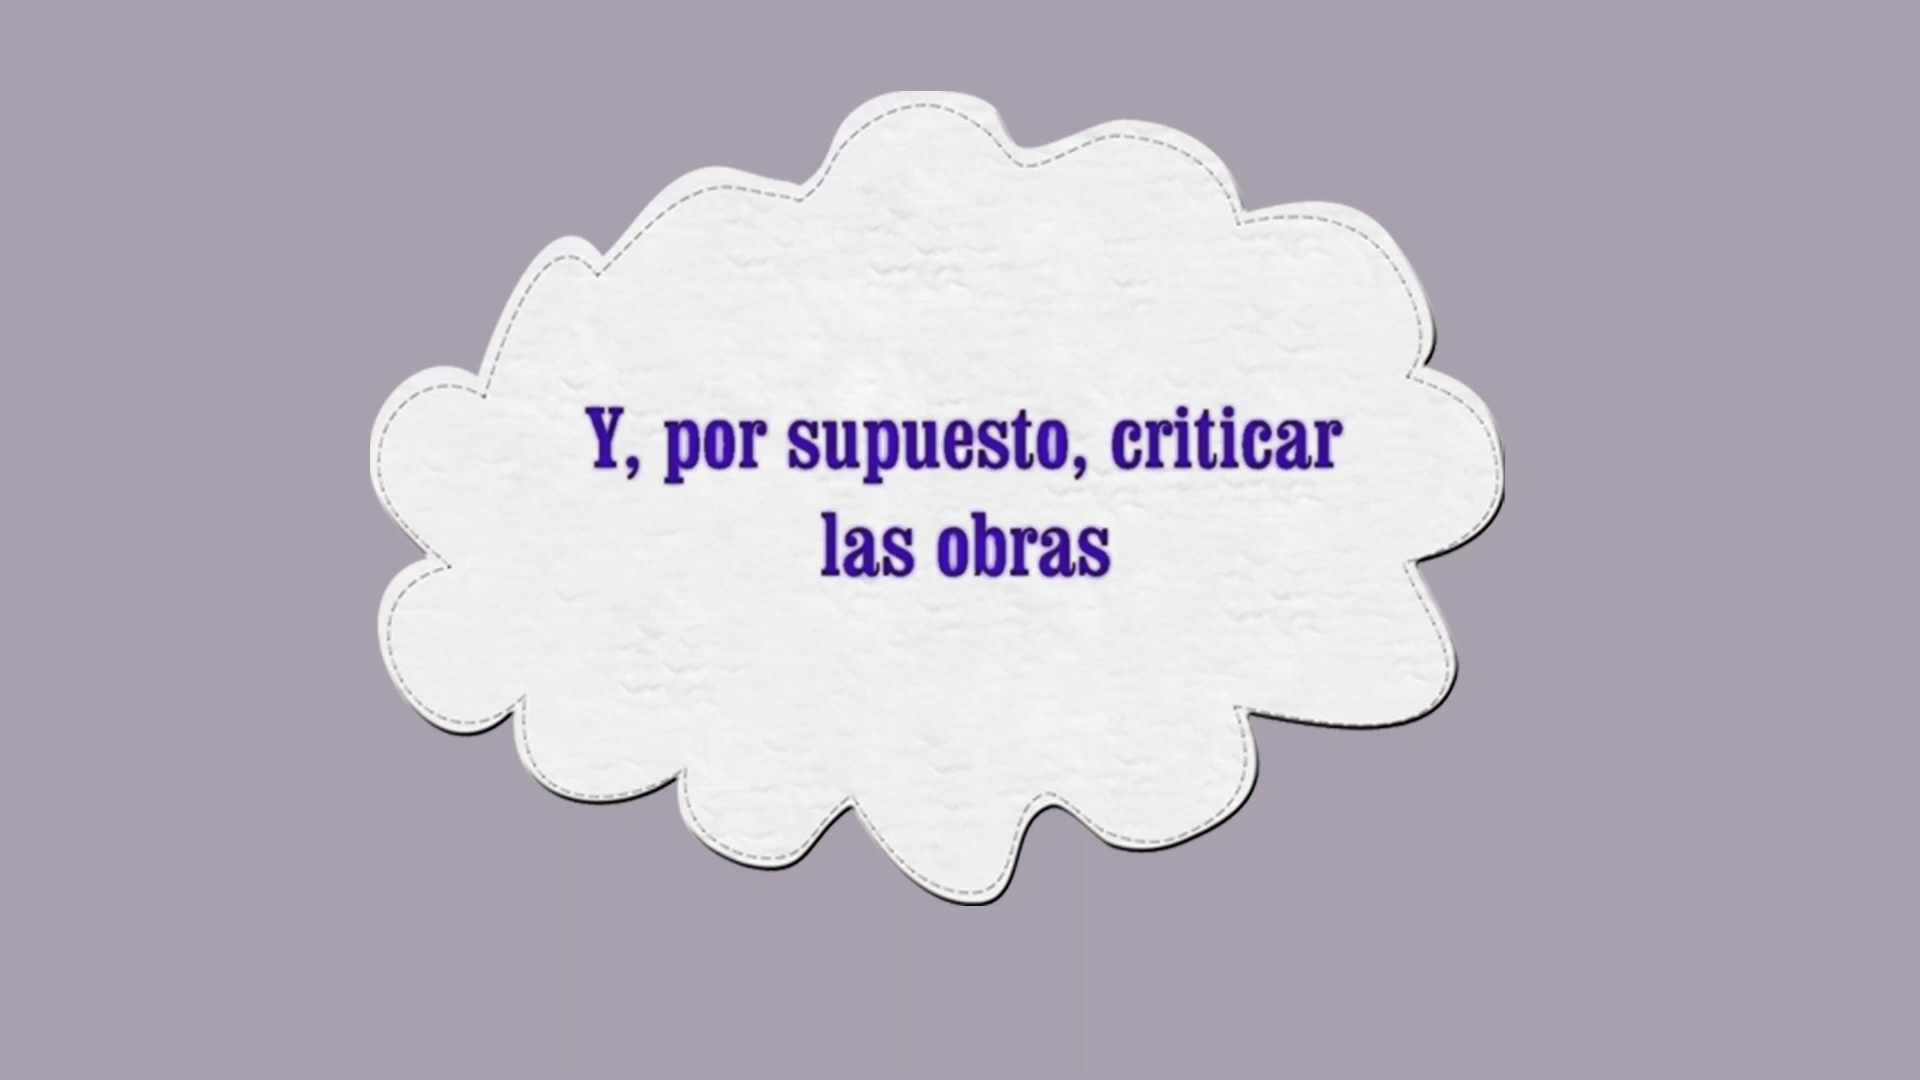 Y, por supuesto, criticar
las obras